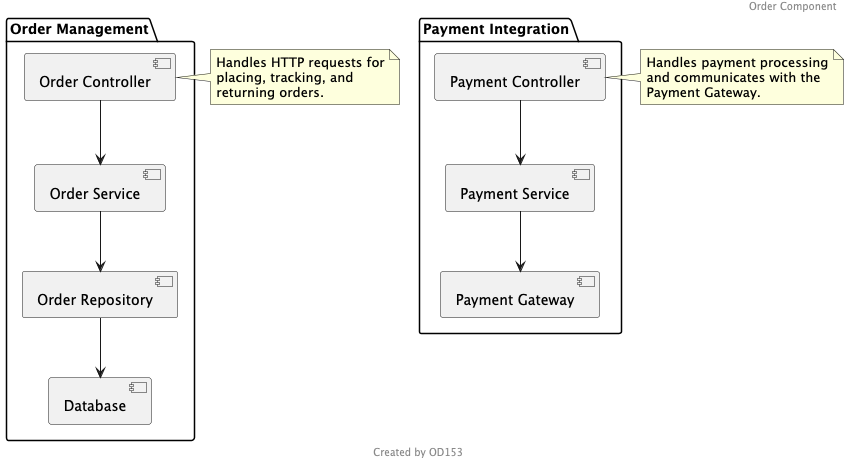 Order Component
Order Management
Order Controller
Handles HTTP requests for
placing, tracking, and
returning orders.
Order Service
Order Repository
Database
Payment Integration
Payment Controller
Handles payment processing
and communicates with the
Payment Gateway.
Payment Service
Payment Gateway
Created by OD153